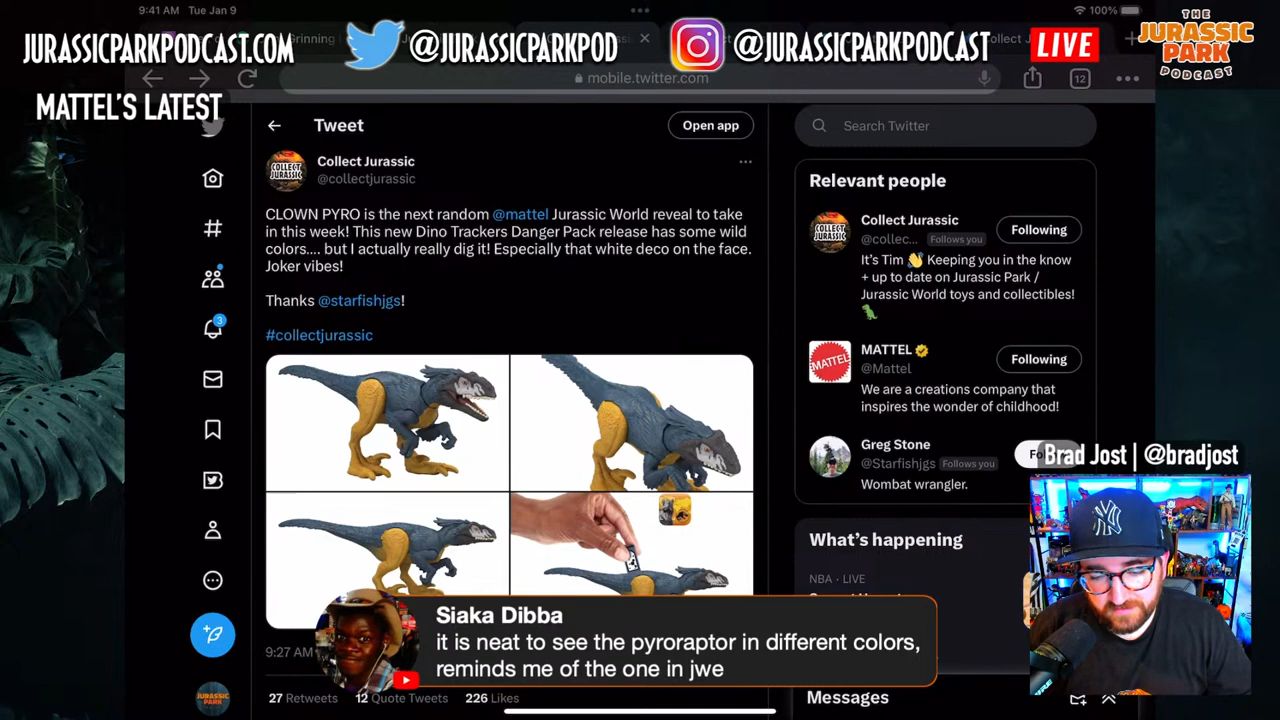 9:41 AM Tue Jan 9
100%
JURASSICPARKPODCAST.COM
@JURASSICPARKPOD
@JURASSICPARKPODCAST
LIVE
THE
JURASSIC
PARK
PODCAST
mobile.twitter.com
12
MATTEL'S LATEST
Tweet
Open app
Search Twitter
COLLECT
JURASSIC
Collect Jurassic
@collectjurassic
CLOWN PYRO is the next random @mattel Jurassic World reveal to take
in this week! This new Dino Trackers Danger Pack release has some wild
colors.... but I actually really dig it! Especially that white deco on the face.
Joker vibes!
Thanks @starfishjgs!
#collectjurassic
3
Relevant people
COLLECT
JURASSIC
Collect Jurassic
@collec... Follows you
Following
It's Tim 👋 Keeping you in the know
+ up to date on Jurassic Park /
Jurassic World toys and collectibles!
MATTEL
MATTEL
@Mattel
Following
We are a creations company that
inspires the wonder of childhood!
Greg Stone
@Starfishjgs Follows you
Wombat wrangler.
Brad Jost | @bradjost
What's happening
NBA · LIVE
Siaka Dibba
it is neat to see the pyroraptor in different colors,
reminds me of the one in jwe
9:27 AM
27 Retweets 12 Quote Tweets 226 Likes
Messages